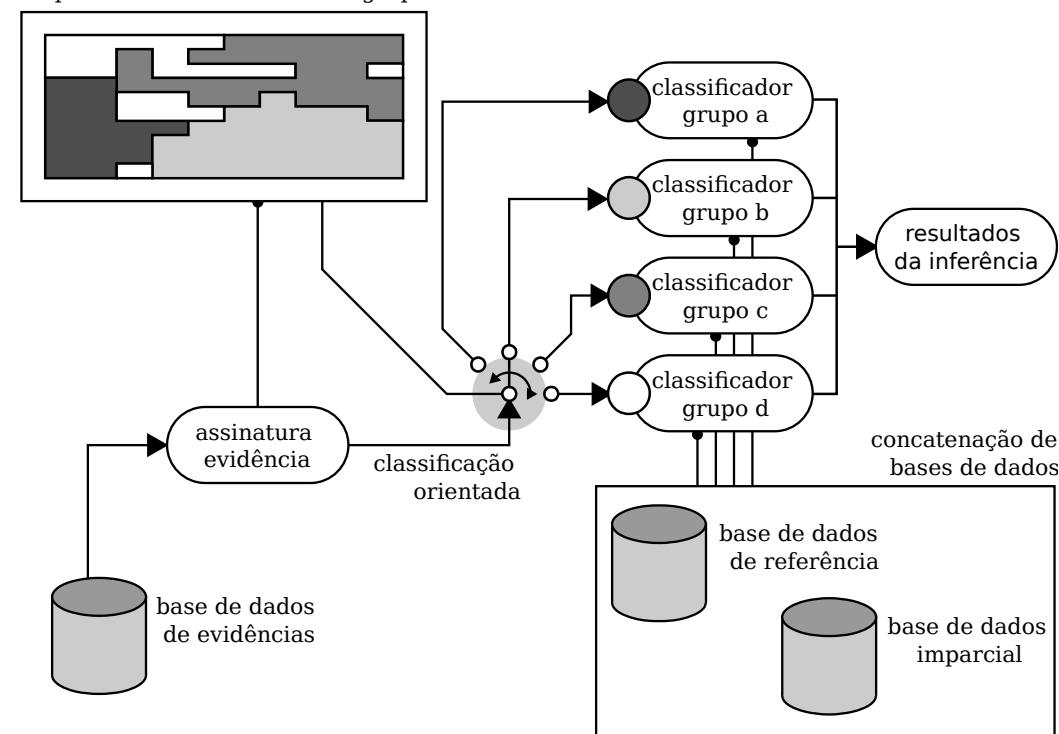 classificador
grupo a
classificador
grupo b
resultados
da inferência
classificador
grupo c
classificador
grupo d
assinatura
evidência
classificação
orientada
concatenação de
bases de dados
base de dados
de referência
base de dados
de evidências
base de dados
imparcial